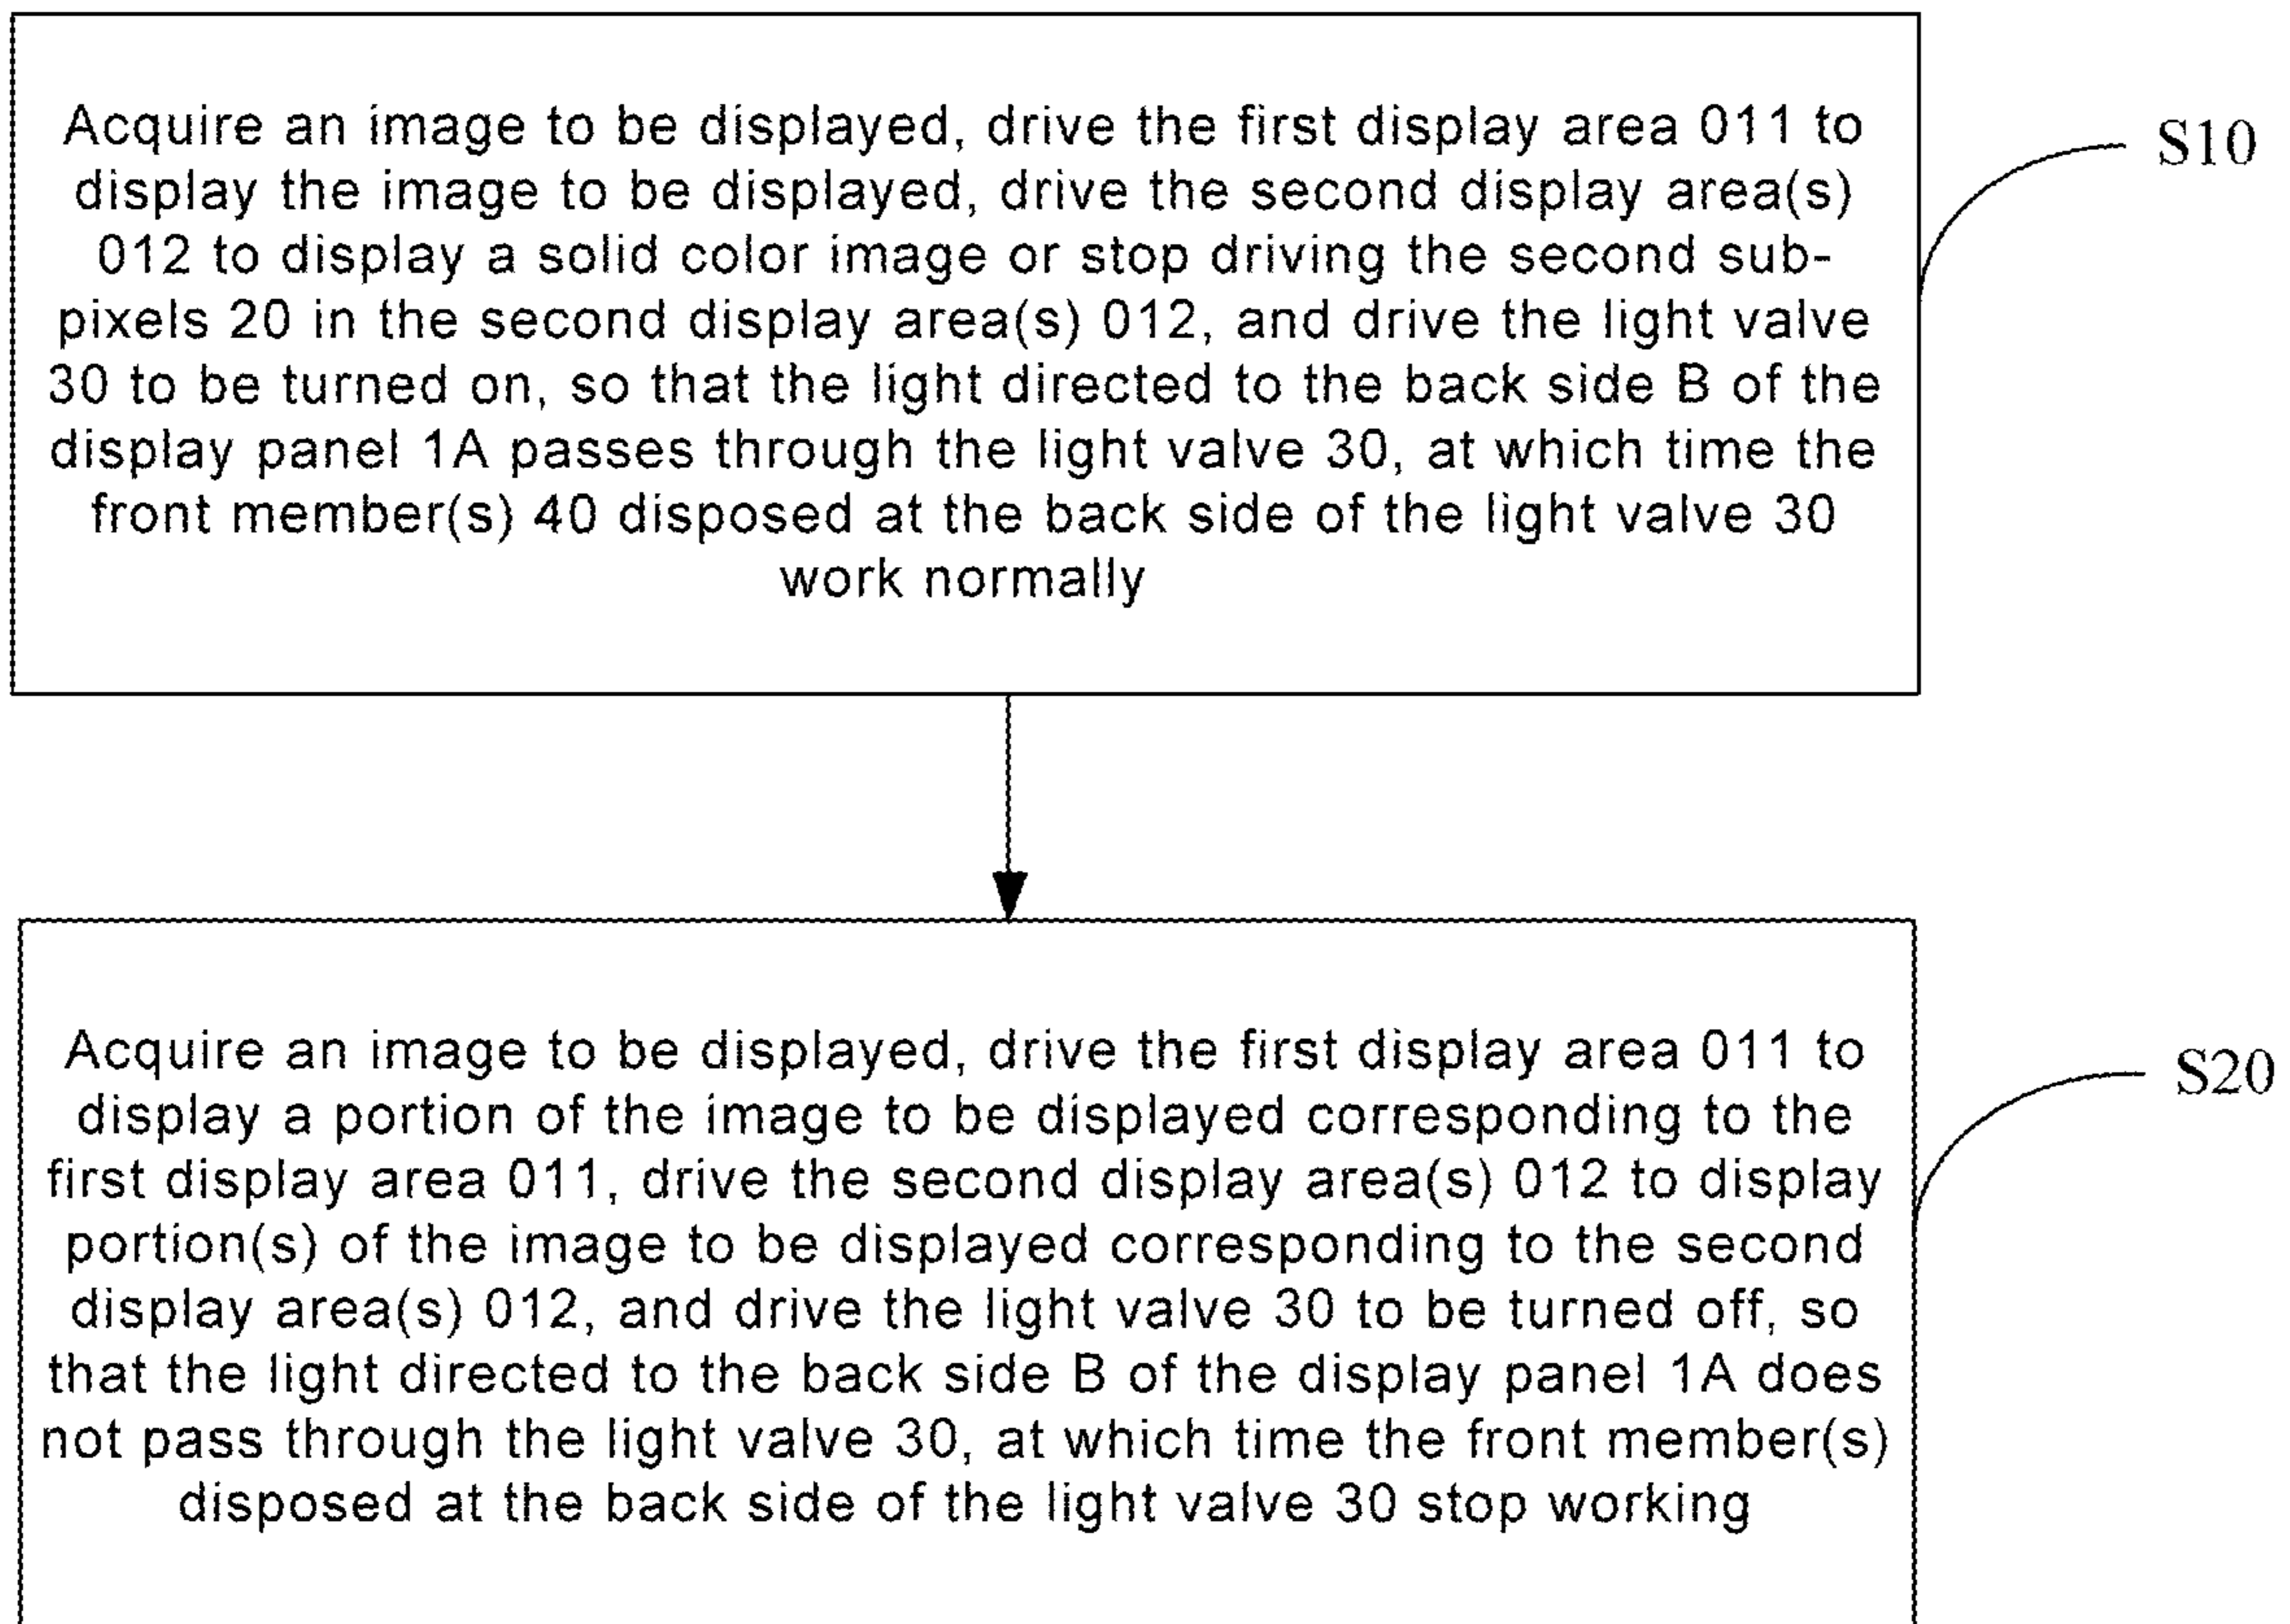 Acquire an image to be displayed, drive the first display area 011 to
display the image to be displayed, drive the second display area(s)
012 to display a solid color image or stop driving the second sub-
pixels 20 in the second display area(s) 012, and drive the light valve
30 to be turned on, so that the light directed to the back side B of the
display panel 1A passes through the light valve 30, at which time the
front member(s) 40 disposed at the back side of the light valve 30
work normally
S10
Acquire an image to be displayed, drive the first display area 011 to
display a portion of the image to be displayed corresponding to the
first display area 011, drive the second display area(s) 012 to display
portion(s) of the image to be displayed corresponding to the second
display area(s) 012, and drive the light valve 30 to be turned off, so
that the light directed to the back side B of the display panel 1A does
not pass through the light valve 30, at which time the front member(s)
disposed at the back side of the light valve 30 stop working
S20